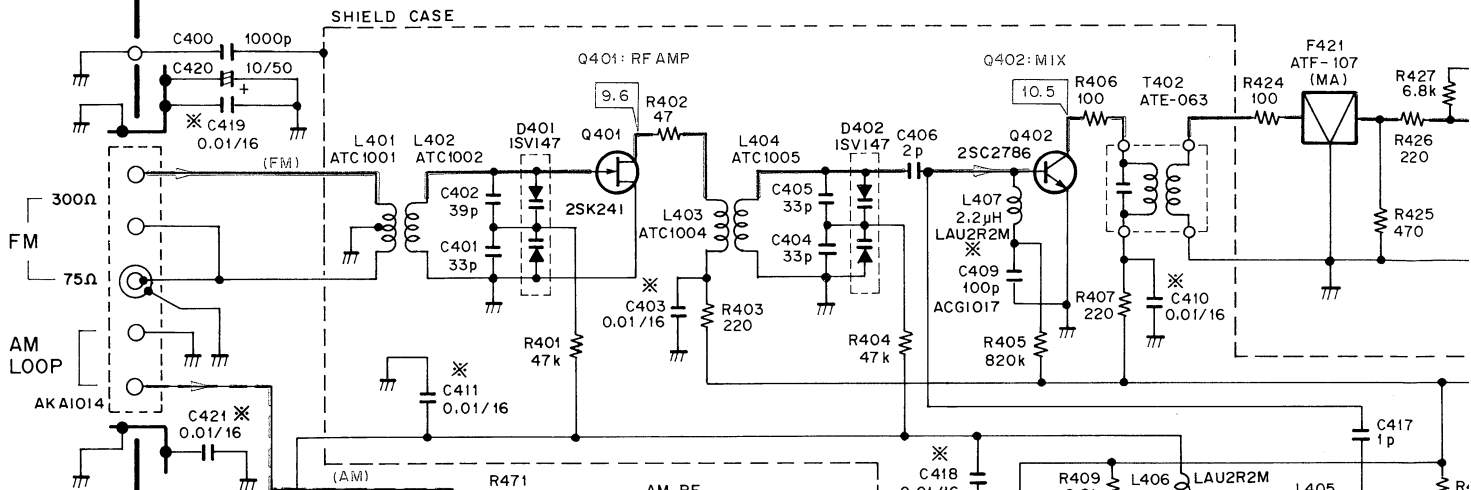 SHIELD CASE
C400 1000p
C420 10/50
+
※ C419
0.01/16
(FM)
300Ω
FM
75Ω
AM
LOOP
AKA1014
C421 ※
0.01/16
L401
ATC1001
L402
ATC1002
C402
39p
C401
33p
D401
ISV147
Q401: RF AMP
9.6
Q401
2SK241
R402
47
R401
47k
※
C411
0.01/16
※
C403
0.01/16
R403
220
L403
ATC1004
L404
ATC1005
C405
33p
C404
33p
D402
ISV147
C406
2p
R404
47k
Q402: MIX
10.5
Q402
2SC2786
L407
2.2μH
LAU2R2M
※
C409
100p
ACG1017
R405
820k
R406
100
T402
ATE-063
R407
220
※
C410
0.01/16
R424
100
F421
ATF-107
(MA)
R427
6.8k
R426
220
R425
470
C417
1p
(AM)
R471
AM RF
※
C418
0.01/16
R409
L406
LAU2R2M
L405